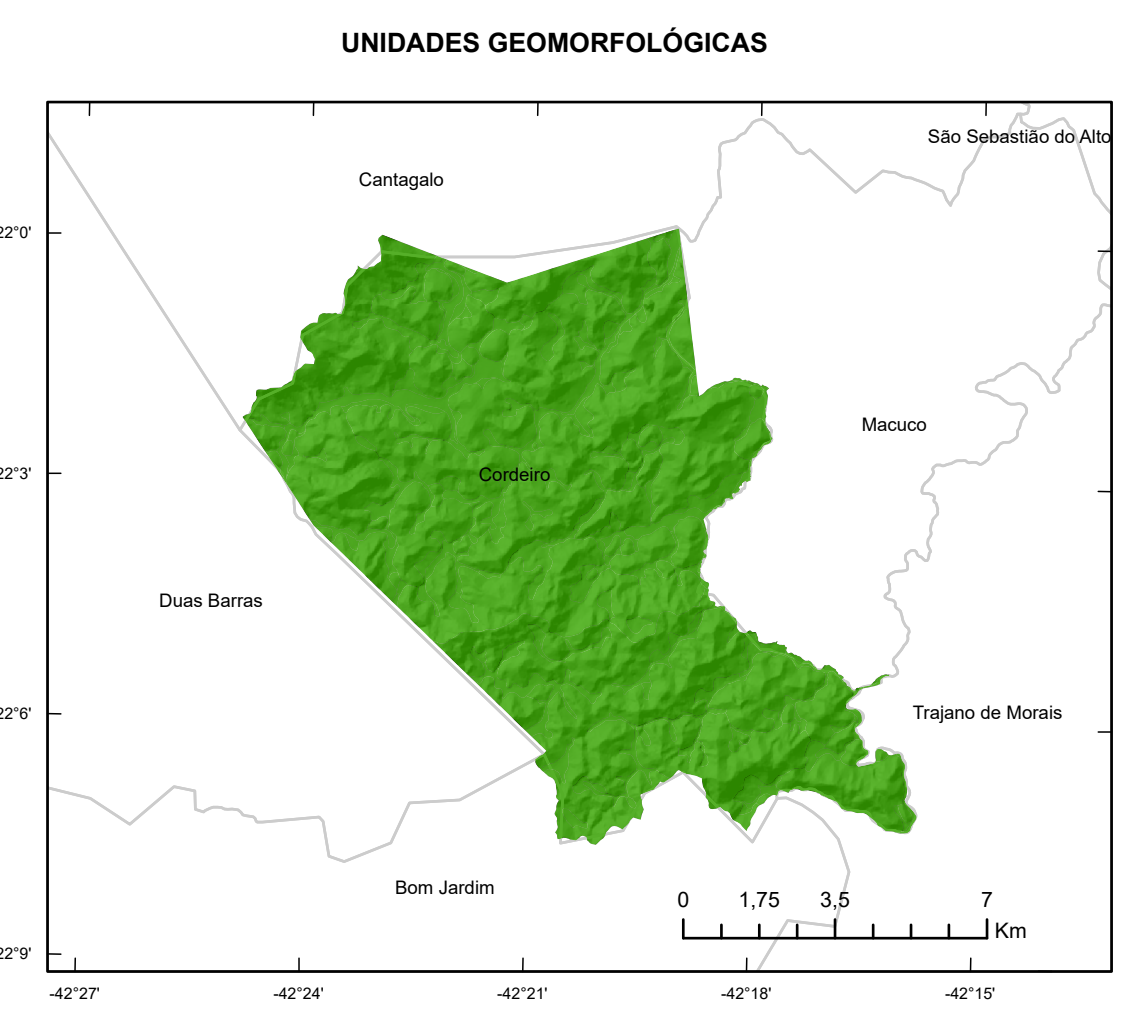 UNIDADES GEOMORFOLÓGICAS
São Sebastião do Alto
Cantagalo
22°0'
Macuco
22°3'
Cordeiro
Duas Barras
22°6'
Trajano de Morais
Bom Jardim
0 1,75 3,5 7
Km
22°9'
-42°27' -42°24' -42°21' -42°18' -42°15'